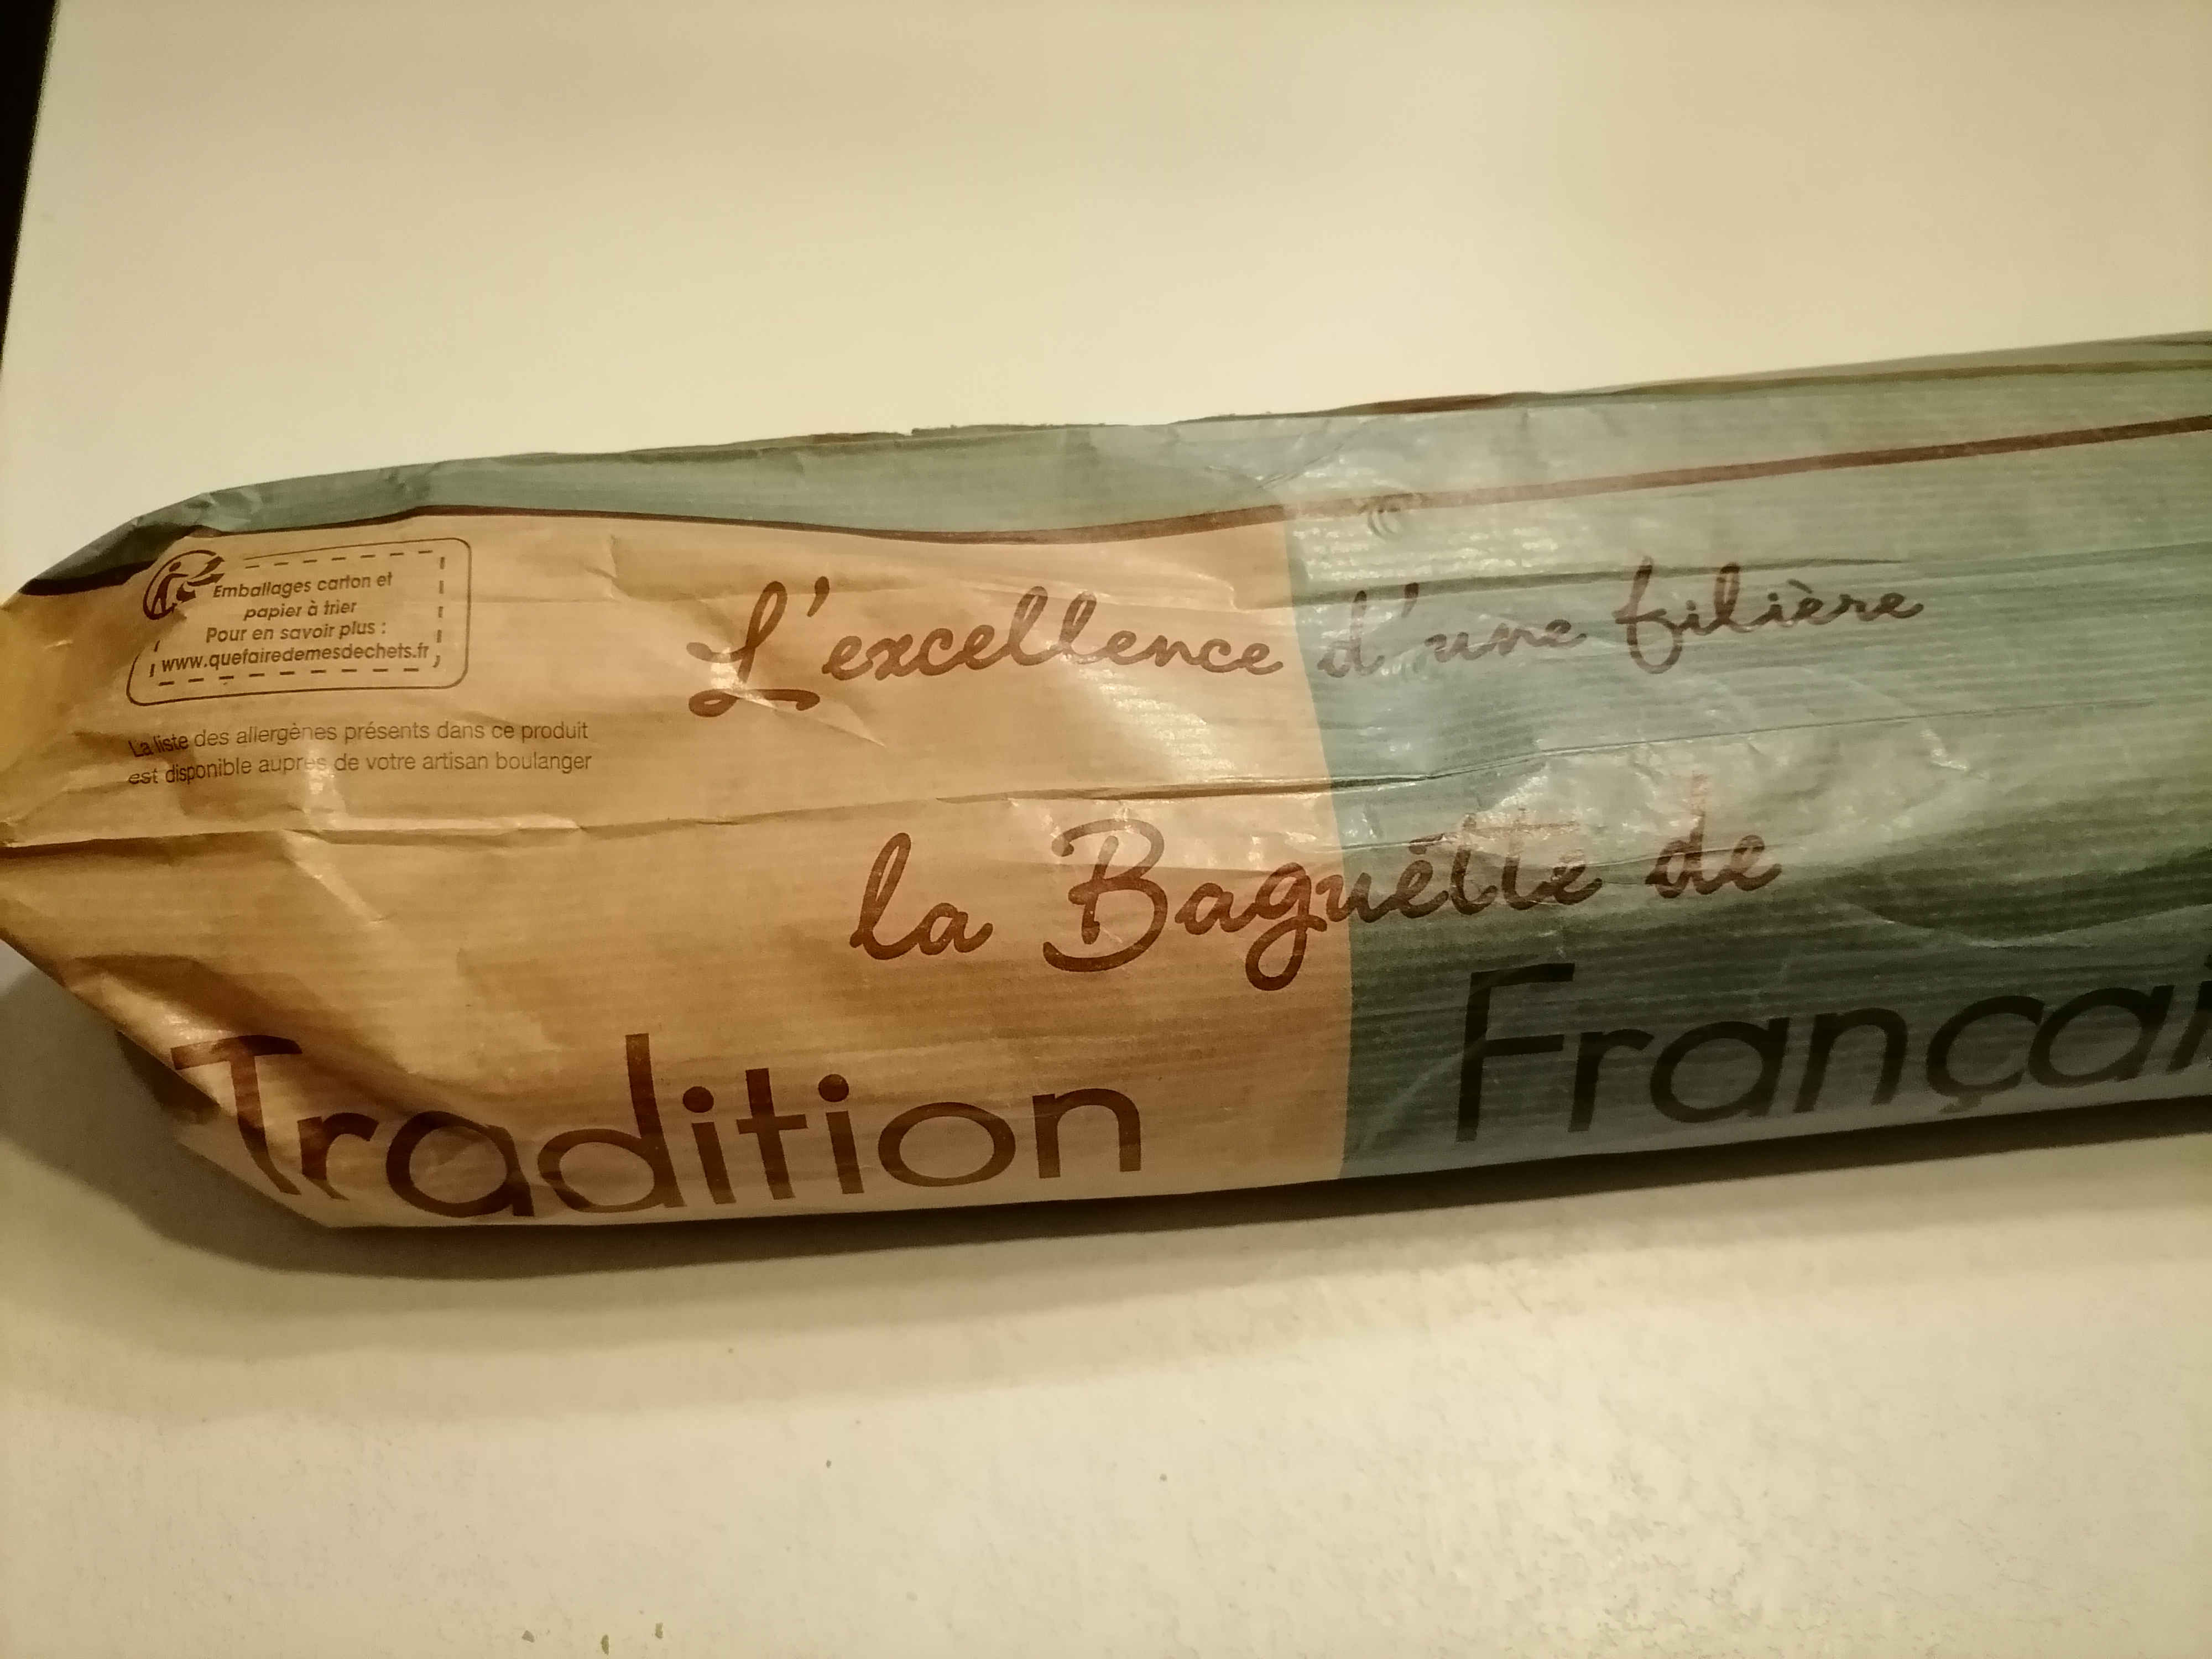 Emballages carton et
papier à trier
Pour en savoir plus :
www.quefairedemesdechets.fr
La liste des allergènes présents dans ce produit
est disponible auprès de votre artisan boulanger
L'excellence d'une filière
la Baguette de
Tradition Françai